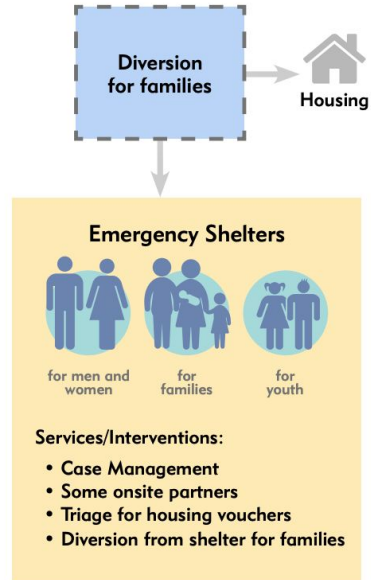 Diversion
for families
Housing
Emergency Shelters
for men and
women
for
families
for
youth
Services/Interventions:
• Case Management
• Some onsite partners
• Triage for housing vouchers
• Diversion from shelter for families